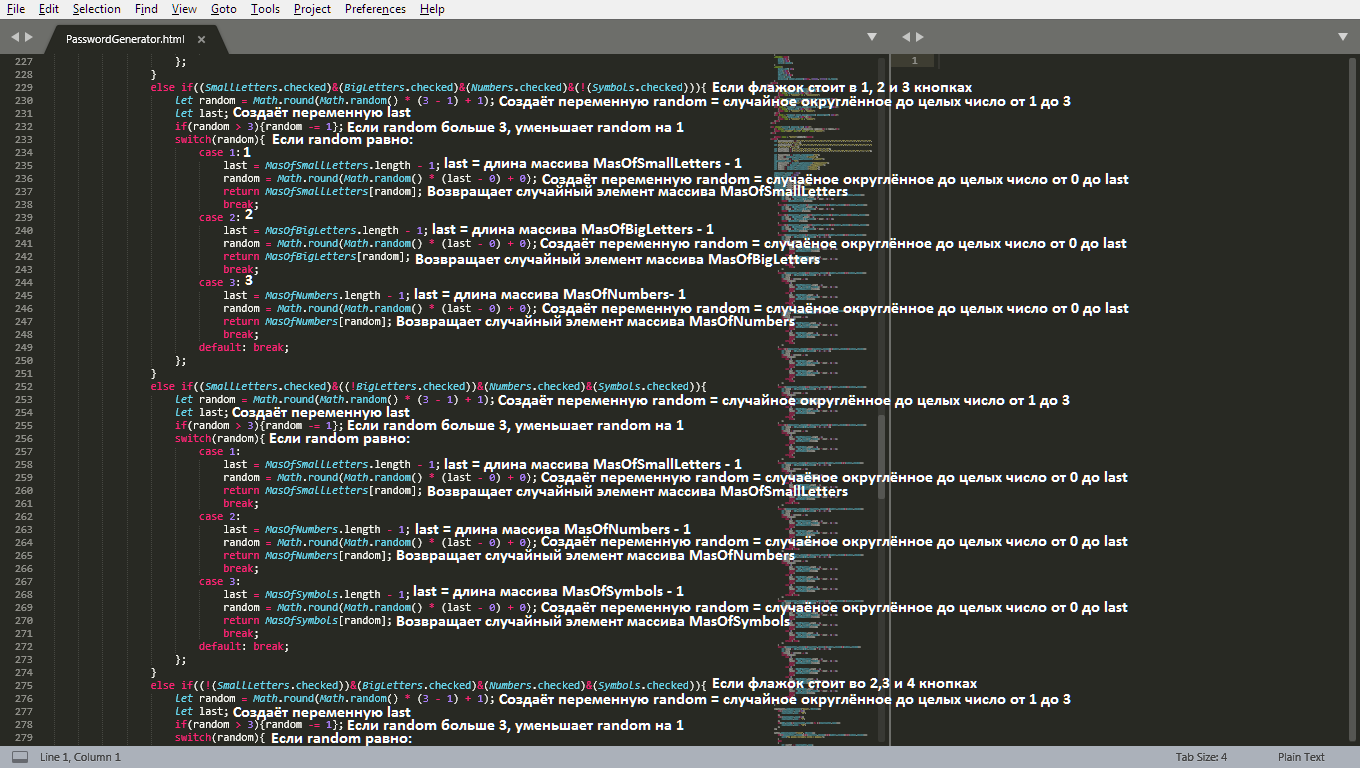 File Edit Selection Find View Goto Tools Project Preferences Help
PasswordGenerator.html ×
227 };
228 }
229 else if((SmallLetters.checked)&(BigLetters.checked)&(Numbers.checked)&(!(Symbols.checked))){ Если флажок стоит в 1, 2 и 3 кнопках
230 let random = Math.round(Math.random() * (3 - 1) + 1); Создаёт переменную random = случайное округлённое до целых число от 1 до 3
231 let last; Создаёт переменную last
232 if(random > 3){random -= 1}; Если random больше 3, уменьшает random на 1
233 switch(random){ Если random равно:
234 case 1: 1
235 last = MasOfSmallLetters.length - 1; last = длина массива MasOfSmallLetters - 1
236 random = Math.round(Math.random() * (last - 0) + 0); Создаёт переменную random = случаёное округлённое до целых число от 0 до last
237 return MasOfSmallLetters[random]; Возвращает случайный элемент массива MasOfSmallLetters
238 break;
239 case 2: 2
240 last = MasOfBigLetters.length - 1; last = длина массива MasOfBigLetters - 1
241 random = Math.round(Math.random() * (last - 0) + 0); Создаёт переменную random = случаёное округлённое до целых число от 0 до last
242 return MasOfBigLetters[random]; Возвращает случайный элемент массива MasOfBigLetters
243 break;
244 case 3: 3
245 last = MasOfNumbers.length - 1; last = длина массива MasOfNumbers- 1
246 random = Math.round(Math.random() * (last - 0) + 0); Создаёт переменную random = случаёное округлённое до целых число от 0 до last
247 return MasOfNumbers[random]; Возвращает случайный элемент массива MasOfNumbers
248 break;
249 default: break;
250 };
251 }
252 else if((SmallLetters.checked)&((!BigLetters.checked))&(Numbers.checked)&(Symbols.checked)){
253 let random = Math.round(Math.random() * (3 - 1) + 1); Создаёт переменную random = случайное округлённое до целых число от 1 до 3
254 let last; Создаёт переменную last
255 if(random > 3){random -= 1}; Если random больше 3, уменьшает random на 1
256 switch(random){ Если random равно:
257 case 1:
258 last = MasOfSmallLetters.length - 1; last = длина массива MasOfSmallLetters - 1
259 random = Math.round(Math.random() * (last - 0) + 0); Создаёт переменную random = случаёное округлённое до целых число от 0 до last
260 return MasOfSmallLetters[random]; Возвращает случайный элемент массива MasOfSmallLetters
261 break;
262 case 2:
263 last = MasOfNumbers.length - 1; last = длина массива MasOfNumbers - 1
264 random = Math.round(Math.random() * (last - 0) + 0); Создаёт переменную random = случаёное округлённое до целых число от 0 до last
265 return MasOfNumbers[random]; Возвращает случайный элемент массива MasOfNumbers
266 break;
267 case 3:
268 last = MasOfSymbols.length - 1; last = длина массива MasOfSymbols - 1
269 random = Math.round(Math.random() * (last - 0) + 0); Создаёт переменную random = случаёное округлённое до целых число от 0 до last
270 return MasOfSymbols[random]; Возвращает случайный элемент массива MasOfSymbols
271 break;
272 default: break;
273 };
274 }
275 else if((!(SmallLetters.checked))&(BigLetters.checked)&(Numbers.checked)&(Symbols.checked)){ Если флажок стоит во 2,3 и 4 кнопках
276 let random = Math.round(Math.random() * (3 - 1) + 1); Создаёт переменную random = случайное округлённое до целых число от 1 до 3
277 let last; Создаёт переменную last
278 if(random > 3){random -= 1}; Если random больше 3, уменьшает random на 1
279 switch(random){ Если random равно:
1
Line 1, Column 1 Tab Size: 4 Plain Text